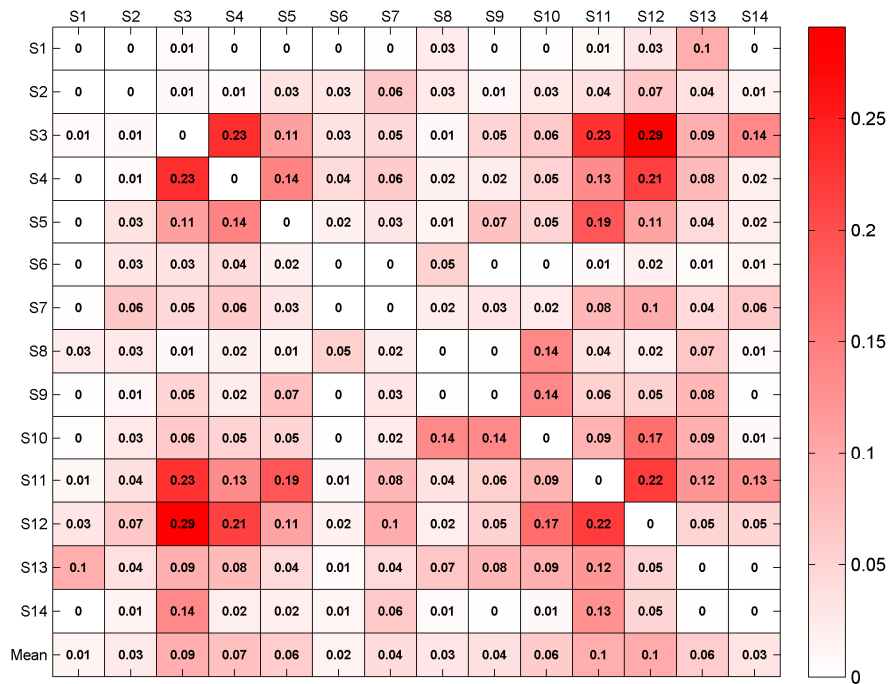 S1 S2 S3 S4 S5 S6 S7 S8 S9 S10 S11 S12 S13 S14
S1 0 0 0.01 0 0 0 0 0.03 0 0 0.01 0.03 0.1 0
S2 0 0 0.01 0.01 0.03 0.03 0.06 0.03 0.01 0.03 0.04 0.07 0.04 0.01
S3 0.01 0.01 0 0.23 0.11 0.03 0.05 0.01 0.05 0.06 0.23 0.29 0.09 0.14
S4 0 0.01 0.23 0 0.14 0.04 0.06 0.02 0.02 0.05 0.13 0.21 0.08 0.02
S5 0 0.03 0.11 0.14 0 0.02 0.03 0.01 0.07 0.05 0.19 0.11 0.04 0.02
S6 0 0.03 0.03 0.04 0.02 0 0 0.05 0 0 0.01 0.02 0.01 0.01
S7 0 0.06 0.05 0.06 0.03 0 0 0.02 0.03 0.02 0.08 0.1 0.04 0.06
S8 0.03 0.03 0.01 0.02 0.01 0.05 0.02 0 0 0.14 0.04 0.02 0.07 0.01
S9 0 0.01 0.05 0.02 0.07 0 0.03 0 0 0.14 0.06 0.05 0.08 0
S10 0 0.03 0.06 0.05 0.05 0 0.02 0.14 0.14 0 0.09 0.17 0.09 0.01
S11 0.01 0.04 0.23 0.13 0.19 0.01 0.08 0.04 0.06 0.09 0 0.22 0.12 0.13
S12 0.03 0.07 0.29 0.21 0.11 0.02 0.1 0.02 0.05 0.17 0.22 0 0.05 0.05
S13 0.1 0.04 0.09 0.08 0.04 0.01 0.04 0.07 0.08 0.09 0.12 0.05 0 0
S14 0 0.01 0.14 0.02 0.02 0.01 0.06 0.01 0 0.01 0.13 0.05 0 0
Mean 0.01 0.03 0.09 0.07 0.06 0.02 0.04 0.03 0.04 0.06 0.1 0.1 0.06 0.03
0.25
0.2
0.15
0.1
0.05
0